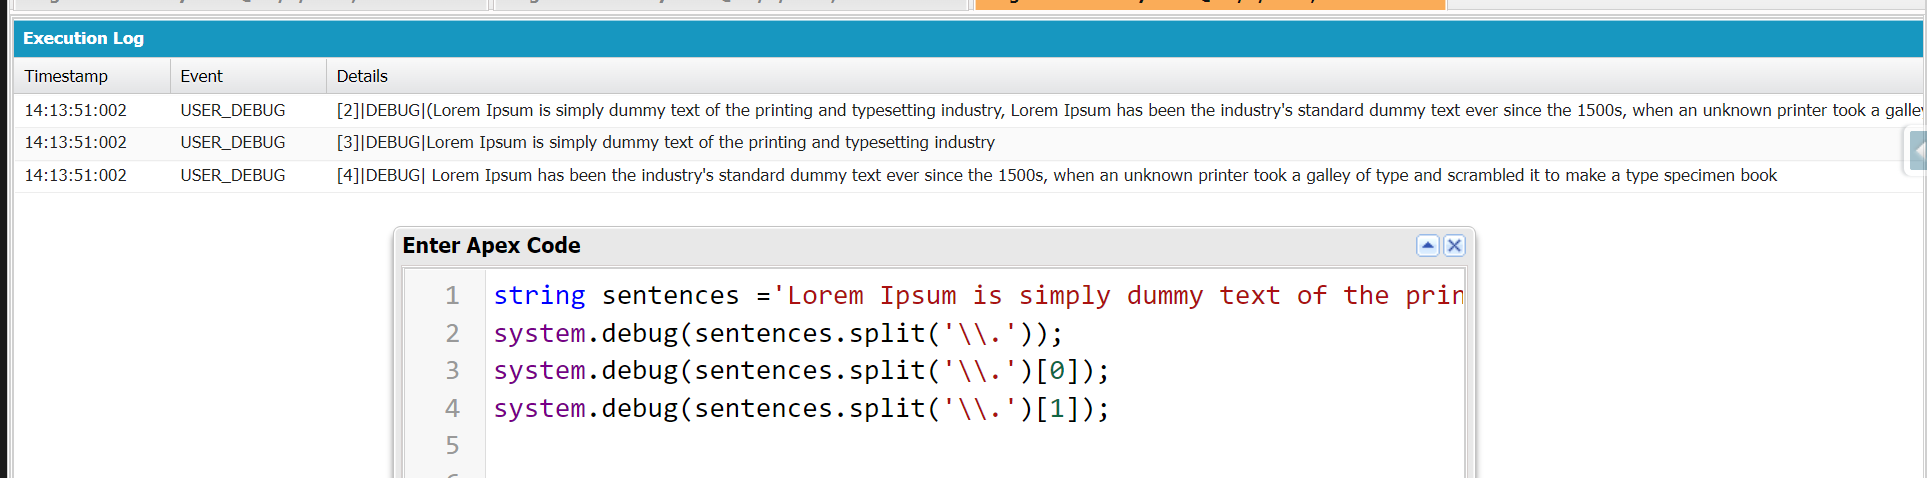 Execution Log
Timestamp Event Details
14:13:51:002 USER_DEBUG [2]|DEBUG|(Lorem Ipsum is simply dummy text of the printing and typesetting industry, Lorem Ipsum has been the industry's standard dummy text ever since the 1500s, when an unknown printer took a galley
14:13:51:002 USER_DEBUG [3]|DEBUG|Lorem Ipsum is simply dummy text of the printing and typesetting industry
14:13:51:002 USER_DEBUG [4]|DEBUG| Lorem Ipsum has been the industry's standard dummy text ever since the 1500s, when an unknown printer took a galley of type and scrambled it to make a type specimen book
Enter Apex Code
1 string sentences ='Lorem Ipsum is simply dummy text of the prin
2 system.debug(sentences.split('\\.'));
3 system.debug(sentences.split('\\.')[0]);
4 system.debug(sentences.split('\\.')[1]);
5